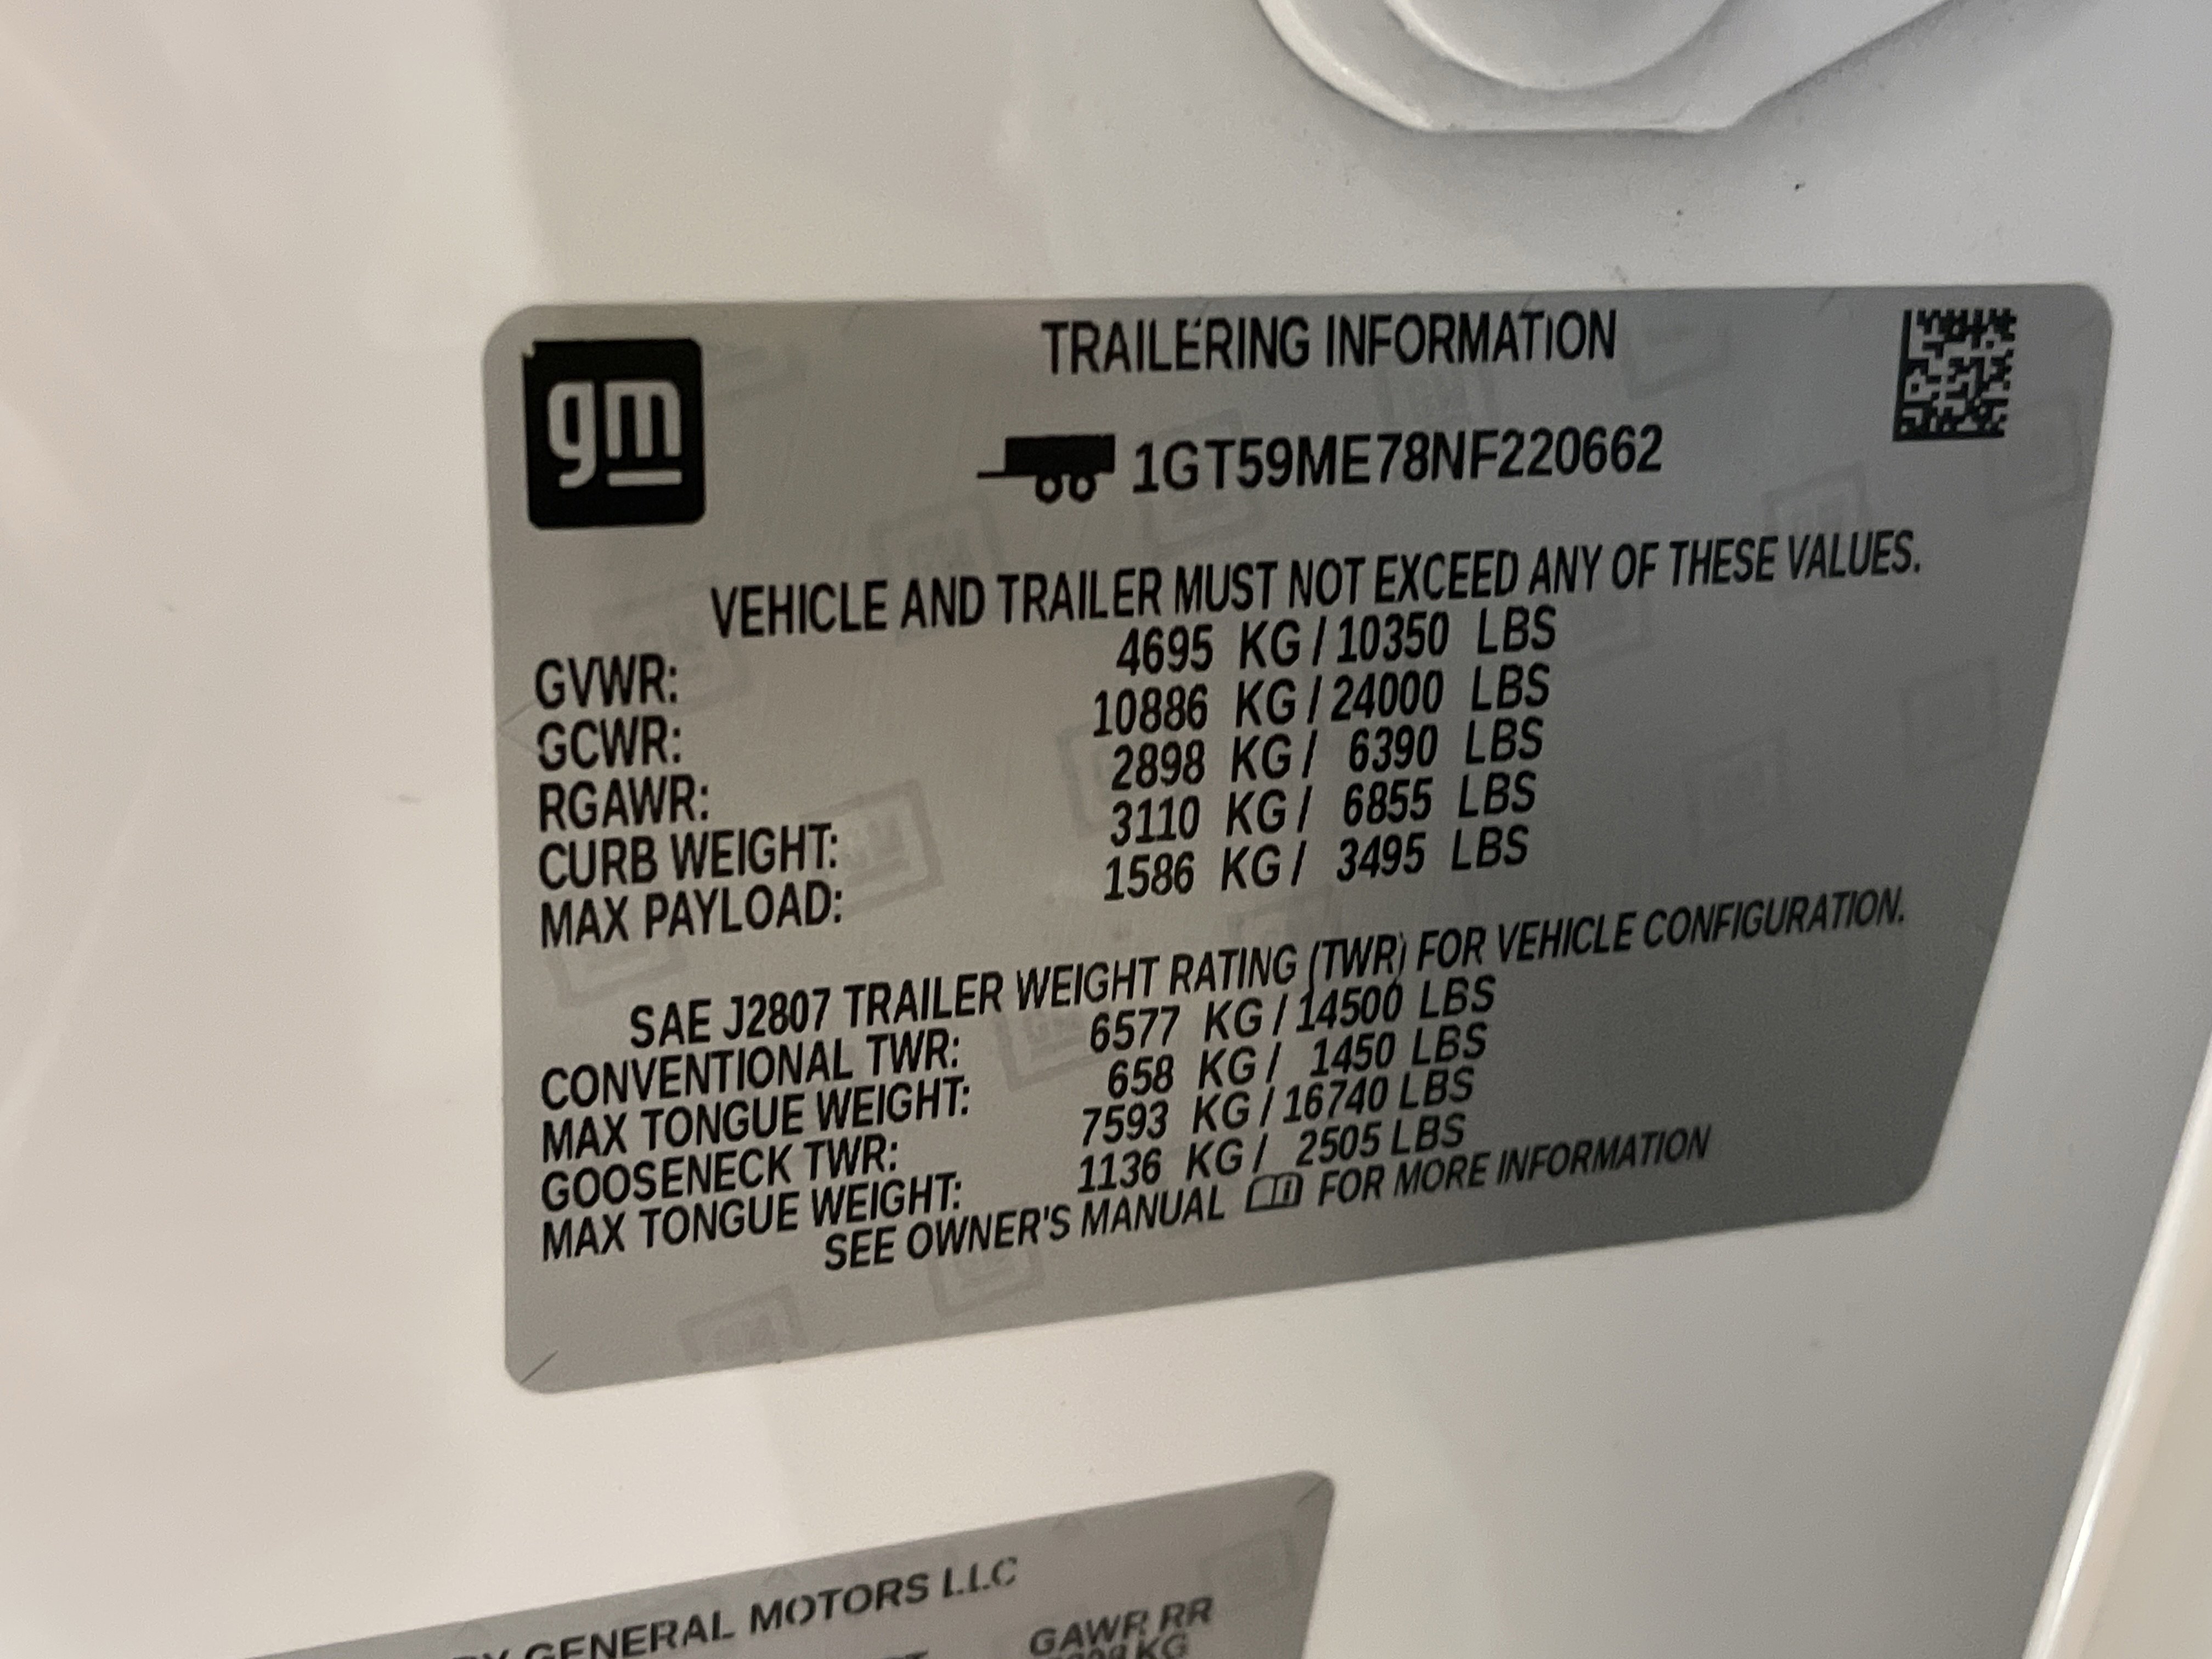 gm
TRAILERING INFORMATION
1GT59ME78NF220662
VEHICLE AND TRAILER MUST NOT EXCEED ANY OF THESE VALUES.
GVWR: 4695 KG / 10350 LBS
GCWR: 10886 KG / 24000 LBS
RGAWR: 2898 KG / 6390 LBS
CURB WEIGHT: 3110 KG / 6855 LBS
MAX PAYLOAD: 1586 KG / 3495 LBS
SAE J2807 TRAILER WEIGHT RATING (TWR) FOR VEHICLE CONFIGURATION.
CONVENTIONAL TWR: 6577 KG / 14500 LBS
MAX TONGUE WEIGHT: 658 KG / 1450 LBS
GOOSENECK TWR: 7593 KG / 16740 LBS
MAX TONGUE WEIGHT: 1136 KG / 2505 LBS
SEE OWNER'S MANUAL FOR MORE INFORMATION
GENERAL MOTORS LLC
GAWR RR
KG